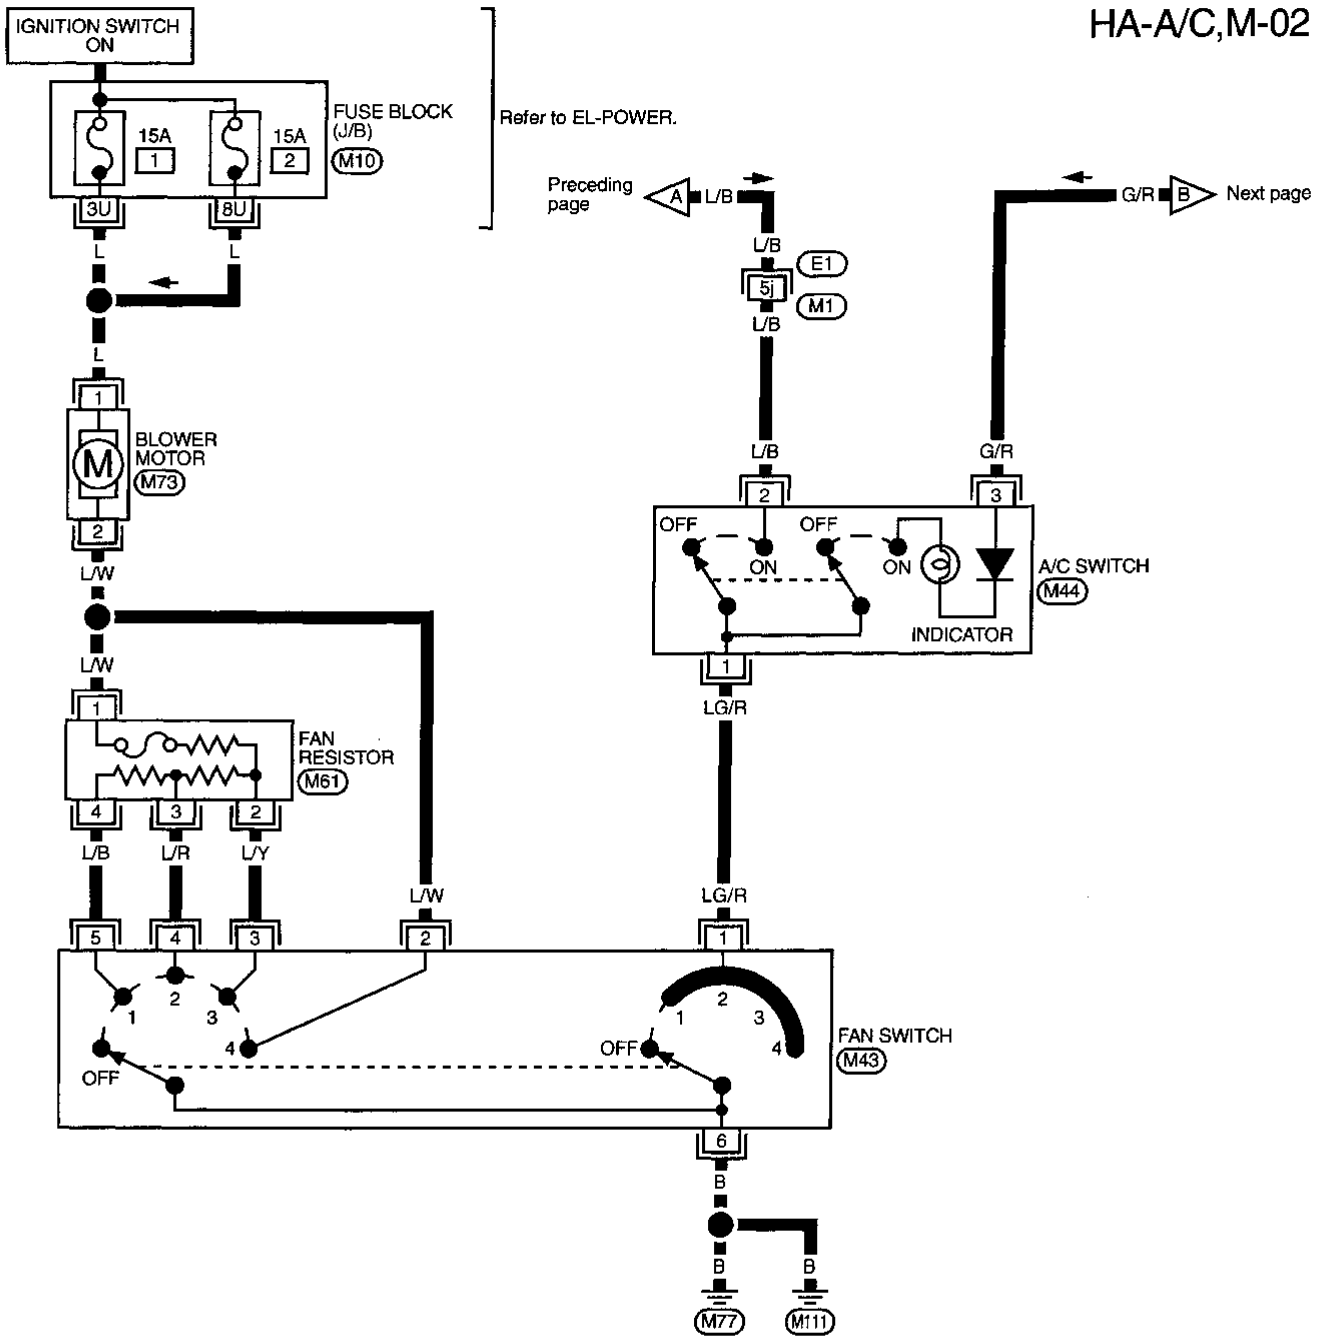 HA-A/C,M-02
IGNITION SWITCH
ON
FUSE BLOCK
(J/B)
M10
15A
1
15A
2
Refer to EL-POWER.
3U
8U
L
L
L
Preceding
page
A
L/B
L/B
E1
5j
M1
L/B
L/B
G/R
B
Next page
G/R
1
M
BLOWER
MOTOR
M73
2
L/W
L/W
2
3
OFF
ON
OFF
ON
INDICATOR
A/C SWITCH
M44
1
LG/R
LG/R
1
FAN
RESISTOR
M61
4
3
2
L/B
L/R
L/Y
L/W
5
4
3
2
1
1
2
3
4
OFF
OFF
1
2
3
4
FAN SWITCH
M43
6
B
B
B
M77
M111